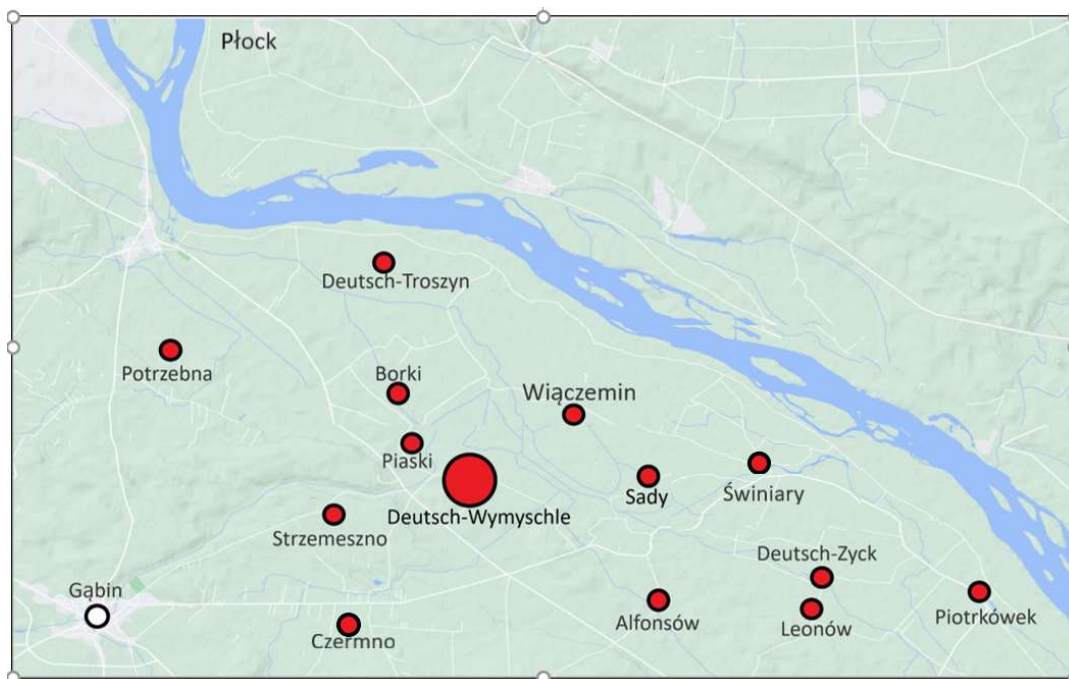 Płock
Deutsch-Troszyn
Potrzebna
Borki
Wiączemin
Piaski
Sady
Świniary
Deutsch-Wymyschle
Strzemeszno
Deutsch-Zyck
Gąbin
Piotrkówek
Alfonsów
Leonów
Czermno